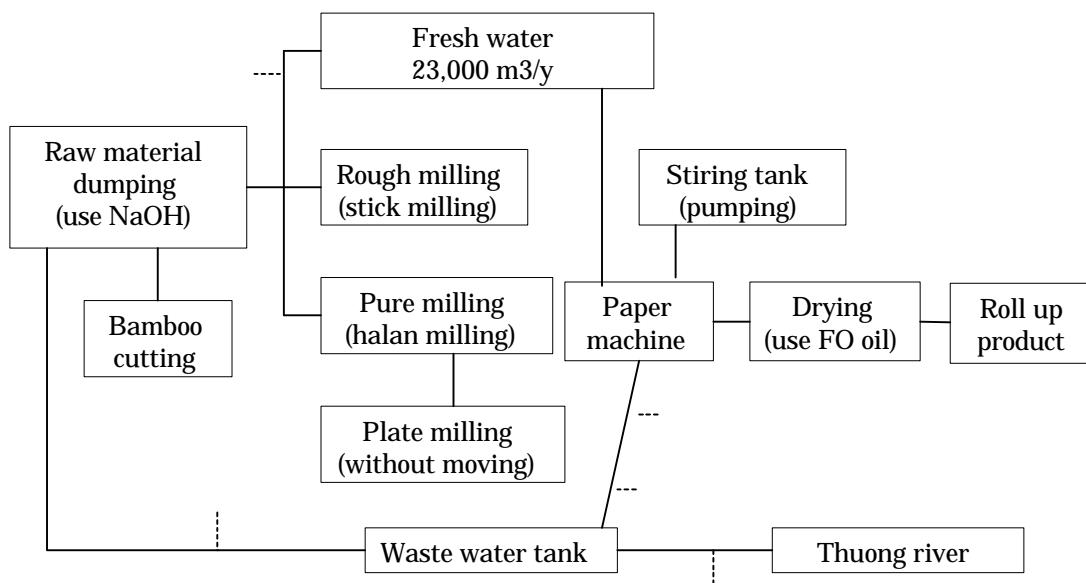 Fresh water
23,000 m3/y
Raw material
dumping
(use NaOH)
Rough milling
(stick milling)
Stiring tank
(pumping)
Bamboo
cutting
Pure milling
(halan milling)
Paper
machine
Drying
(use FO oil)
Roll up
product
Plate milling
(without moving)
Waste water tank
Thuong river